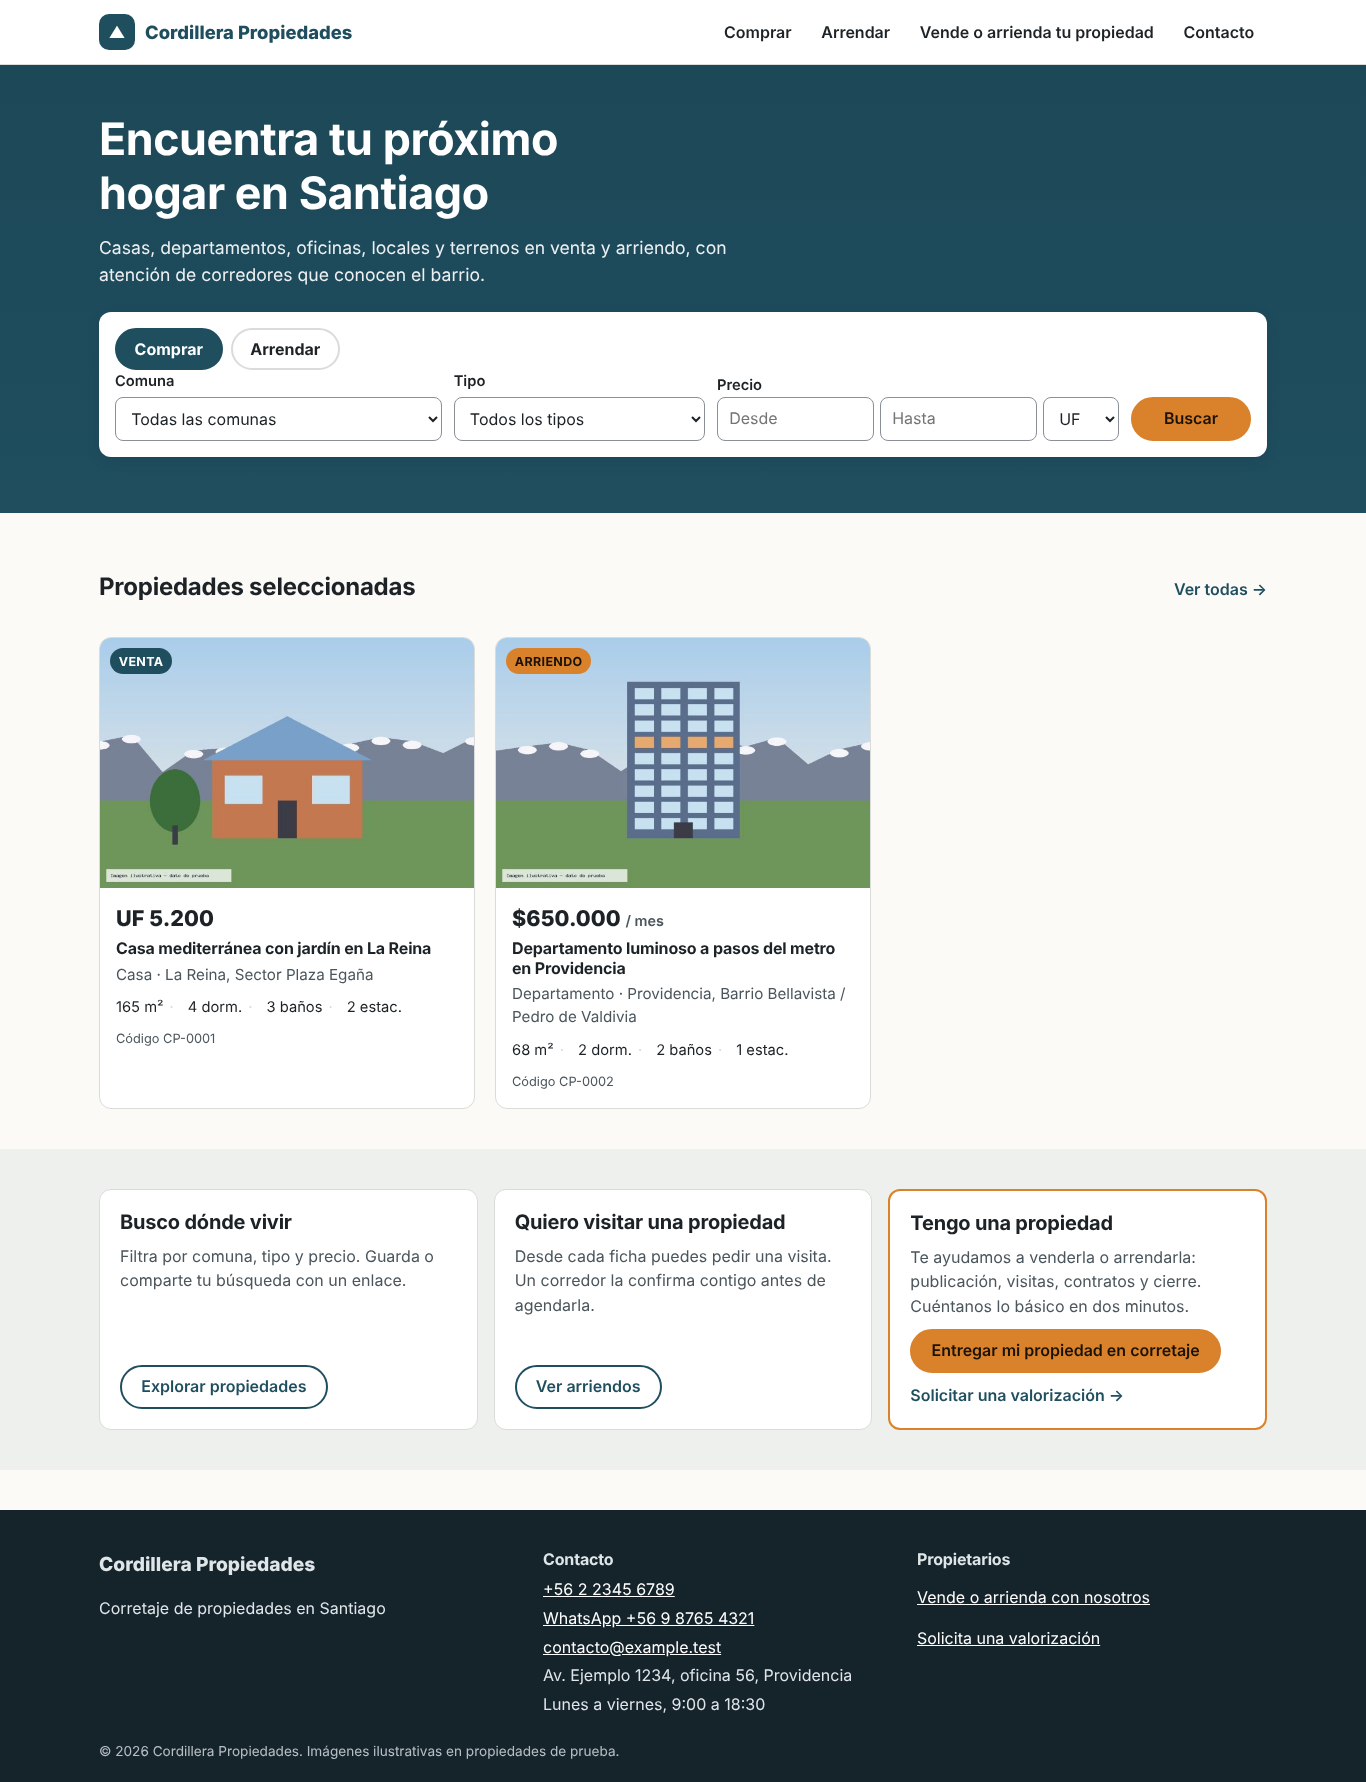 Cordillera Propiedades
Comprar
Arrendar
Vende o arrienda tu propiedad
Contacto
Encuentra tu próximo
hogar en Santiago
Casas, departamentos, oficinas, locales y terrenos en venta y arriendo, con
atención de corredores que conocen el barrio.
Comprar
Arrendar
Comuna
Tipo
Precio
Todas las comunas
Todos los tipos
Desde
Hasta
UF
Buscar
Propiedades seleccionadas
Ver todas →
VENTA
Imagen ilustrativa — dato de prueba
UF 5.200
Casa mediterránea con jardín en La Reina
Casa · La Reina, Sector Plaza Egaña
165 m² · 4 dorm. · 3 baños · 2 estac.
Código CP-0001
ARRIENDO
Imagen ilustrativa — dato de prueba
$650.000 / mes
Departamento luminoso a pasos del metro
en Providencia
Departamento · Providencia, Barrio Bellavista /
Pedro de Valdivia
68 m² · 2 dorm. · 2 baños · 1 estac.
Código CP-0002
Busco dónde vivir
Filtra por comuna, tipo y precio. Guarda o
comparte tu búsqueda con un enlace.
Explorar propiedades
Quiero visitar una propiedad
Desde cada ficha puedes pedir una visita.
Un corredor la confirma contigo antes de
agendarla.
Ver arriendos
Tengo una propiedad
Te ayudamos a venderla o arrendarla:
publicación, visitas, contratos y cierre.
Cuéntanos lo básico en dos minutos.
Entregar mi propiedad en corretaje
Solicitar una valorización →
Cordillera Propiedades
Corretaje de propiedades en Santiago
Contacto
+56 2 2345 6789
WhatsApp +56 9 8765 4321
contacto@example.test
Av. Ejemplo 1234, oficina 56, Providencia
Lunes a viernes, 9:00 a 18:30
Propietarios
Vende o arrienda con nosotros
Solicita una valorización
© 2026 Cordillera Propiedades. Imágenes ilustrativas en propiedades de prueba.